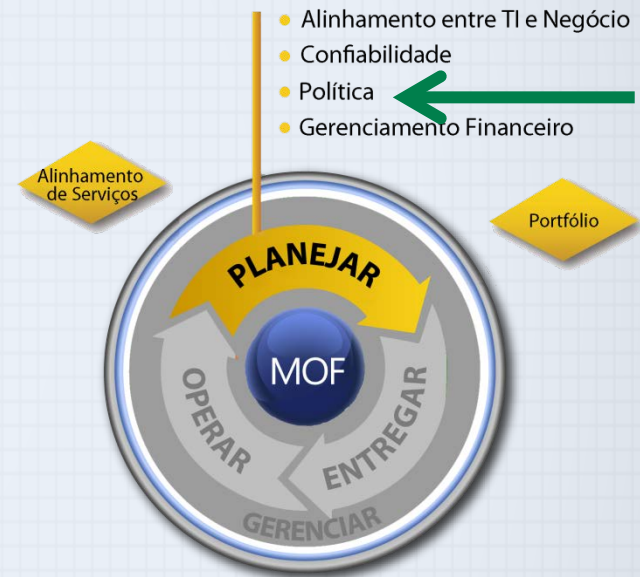 Alinhamento entre TI e Negócio
Confiabilidade
Política
Gerenciamento Financeiro
Alinhamento
de Serviços
Portfólio
PLANEJAR
MOF
OPERAR
ENTREGAR
GERENCIAR